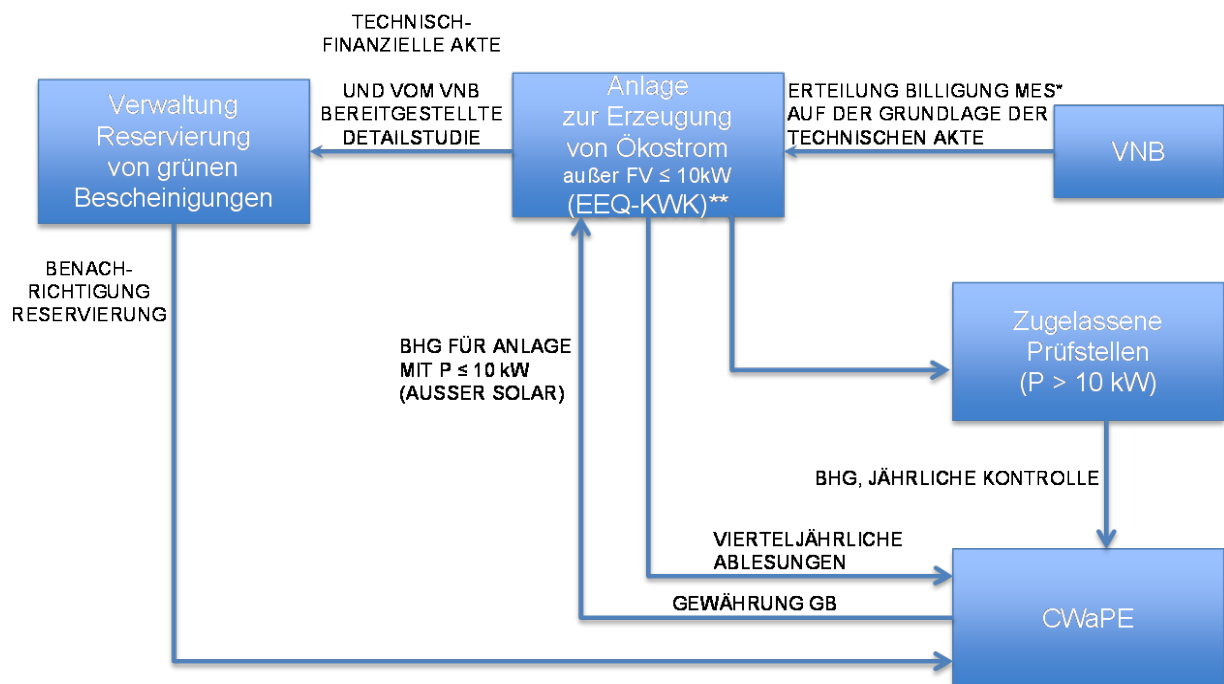 TECHNISCH-
FINANZIELLE AKTE
UND VOM VNB
BEREITGESTELLTE
DETAILSTUDIE
Verwaltung
Reservierung
von grünen
Bescheinigungen
Anlage
zur Erzeugung
von Ökostrom
außer FV ≤ 10kW
(EEQ-KWK)**
ERTEILUNG BILLIGUNG MES*
AUF DER GRUNDLAGE DER
TECHNISCHEN AKTE
VNB
BENACH-
RICHTIGUNG
RESERVIERUNG
BHG FÜR ANLAGE
MIT P ≤ 10 kW
(AUSSER SOLAR)
Zugelassene
Prüfstellen
(P > 10 kW)
BHG, JÄHRLICHE KONTROLLE
VIERTELJÄHRLICHE
ABLESUNGEN
GEWÄHRUNG GB
CWaPE